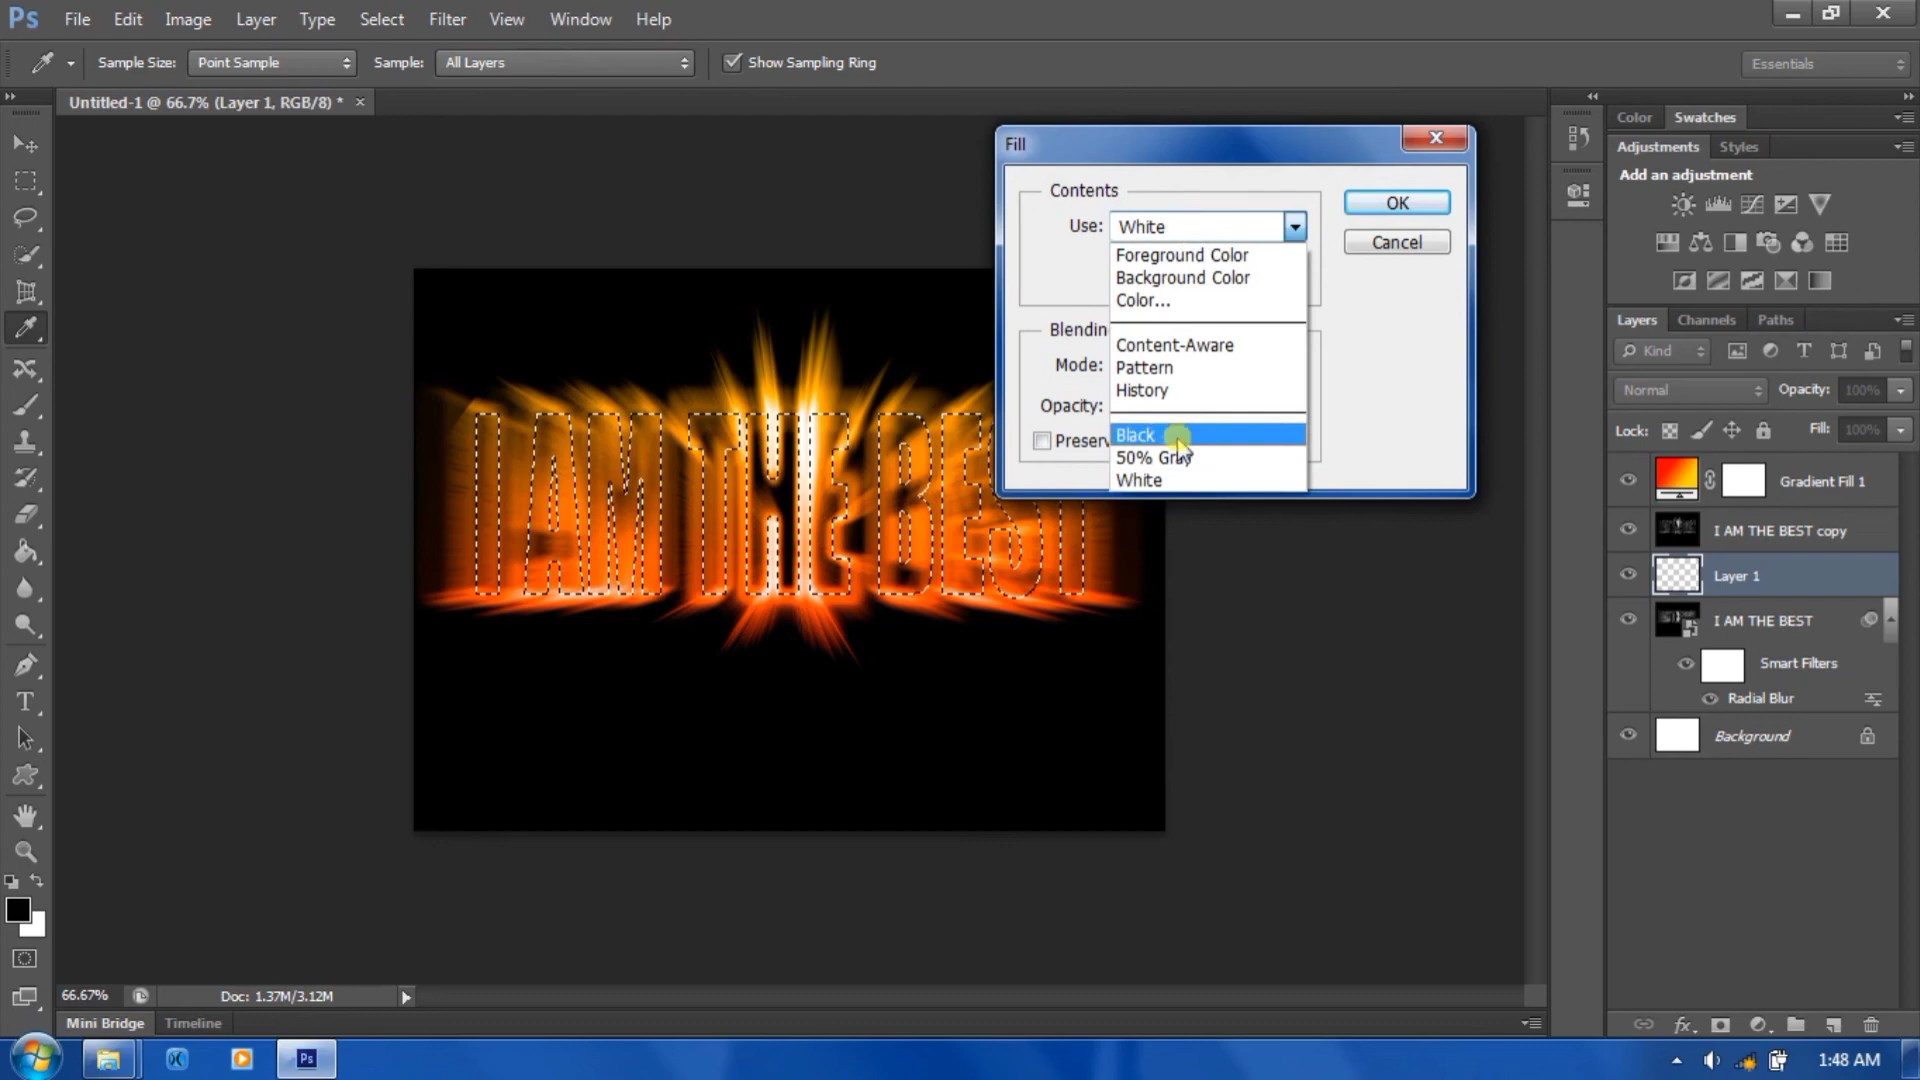 Ps File Edit Image Layer Type Select Filter View Window Help
Sample Size: Point Sample Sample: All Layers Show Sampling Ring Essentials
Untitled-1 @ 66.7% (Layer 1, RGB/8) *
Fill
Contents
Use: White
OK
Cancel
Foreground Color
Background Color
Color...
Content-Aware
Pattern
History
Black
50% Gray
White
Mode:
Opacity:
I AM THE BEST
Color Swatches
Adjustments Styles
Add an adjustment
Layers Channels Paths
Kind
Normal Opacity: 100%
Lock: Fill: 100%
Gradient Fill 1
I AM THE BEST copy
Layer 1
I AM THE BEST
Smart Filters
Radial Blur
Background
66.67% Doc: 1.37M/3.12M
Mini Bridge Timeline
Ps 1:48 AM